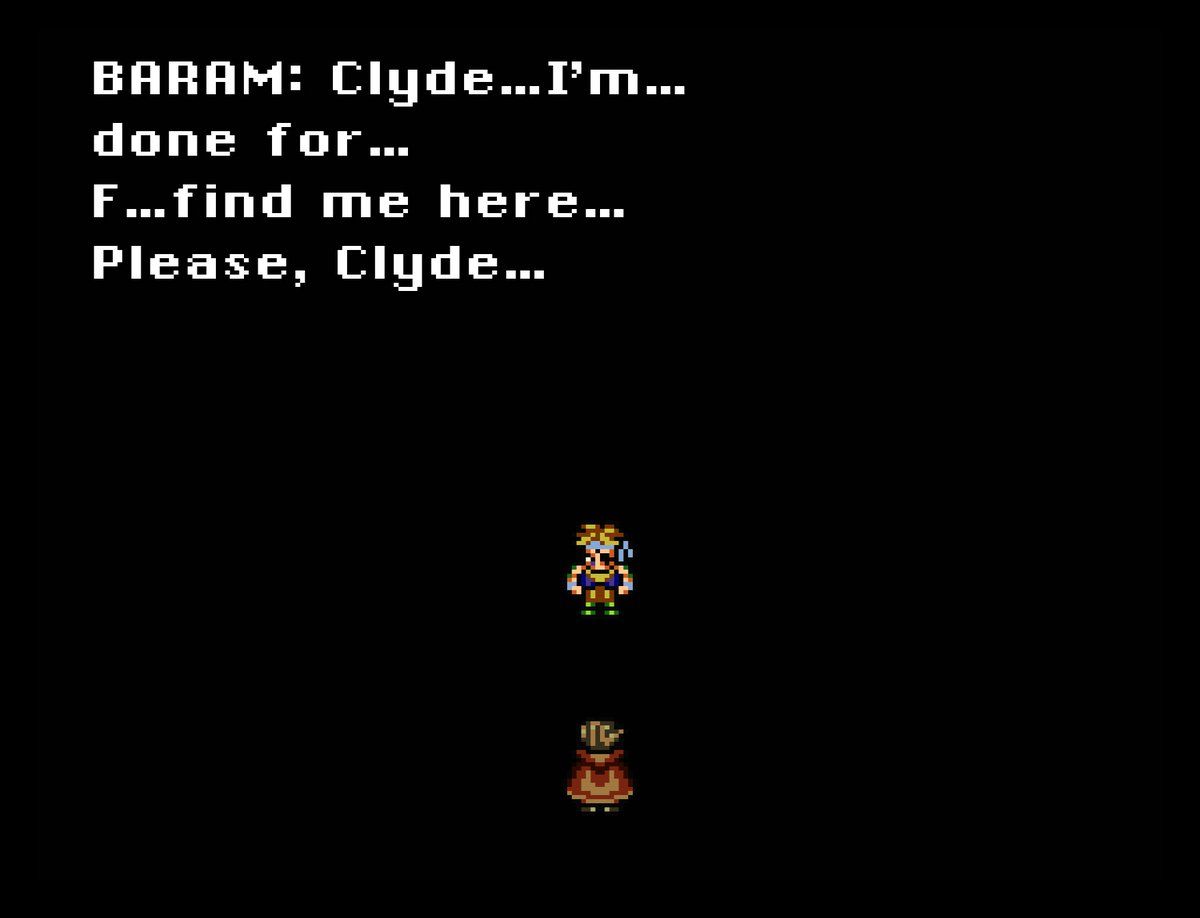 BARAM: Clyde…I'm…
done for…
F…find me here…
Please, Clyde…